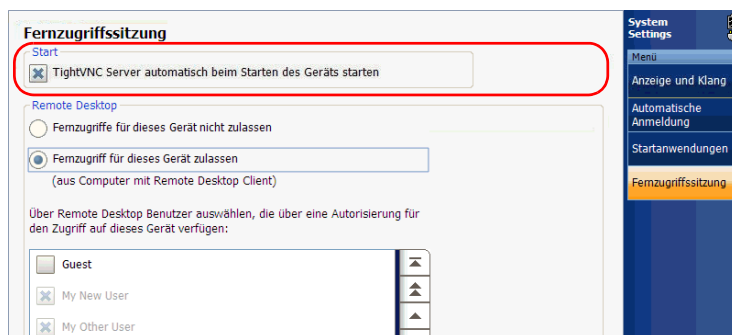 Fernzugriffssitzung
Start
TightVNC Server automatisch beim Starten des Geräts starten
Remote Desktop
Fernzugriffe für dieses Gerät nicht zulassen
Fernzugriff für dieses Gerät zulassen
(aus Computer mit Remote Desktop Client)
Über Remote Desktop Benutzer auswählen, die über eine Autorisierung für
den Zugriff auf dieses Gerät verfügen:
Guest
My New User
My Other User
System
Settings
Menü
Anzeige und Klang
Automatische
Anmeldung
Startanwendungen
Fernzugriffssitzung